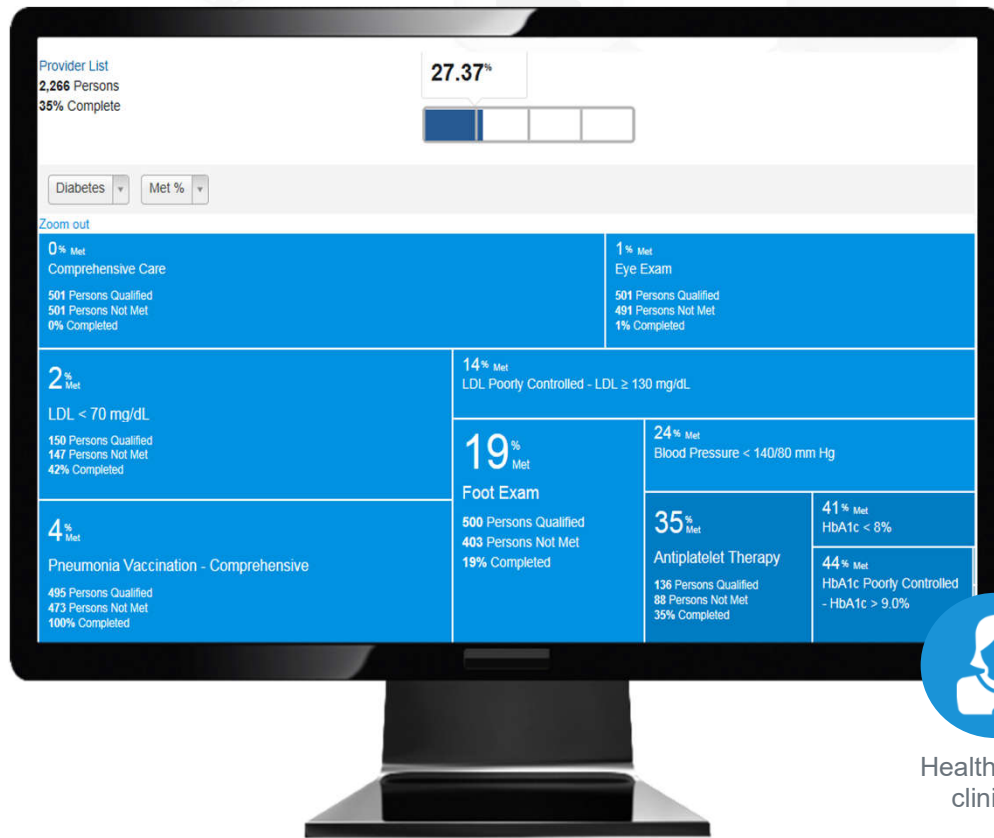 Provider List
2,266 Persons
35% Complete
27.37%
Diabetes
Met %
Zoom out
0% Met
Comprehensive Care
501 Persons Qualified
501 Persons Not Met
0% Completed
1% Met
Eye Exam
501 Persons Qualified
491 Persons Not Met
1% Completed
2% Met
LDL < 70 mg/dL
150 Persons Qualified
147 Persons Not Met
42% Completed
14% Met
LDL Poorly Controlled - LDL ≥ 130 mg/dL
4% Met
Pneumonia Vaccination - Comprehensive
495 Persons Qualified
473 Persons Not Met
100% Completed
19% Met
Foot Exam
500 Persons Qualified
403 Persons Not Met
19% Completed
24% Met
Blood Pressure < 140/80 mm Hg
35% Met
Antiplatelet Therapy
136 Persons Qualified
88 Persons Not Met
35% Completed
41% Met
HbA1c < 8%
44% Met
HbA1c Poorly Controlled
- HbA1c > 9.0%
Health
clini